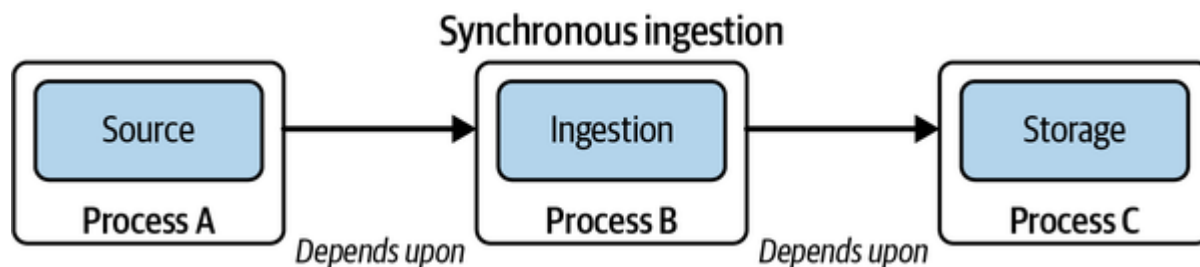 Synchronous ingestion
Source
Ingestion
Storage
Process A
Process B
Process C
Depends upon
Depends upon